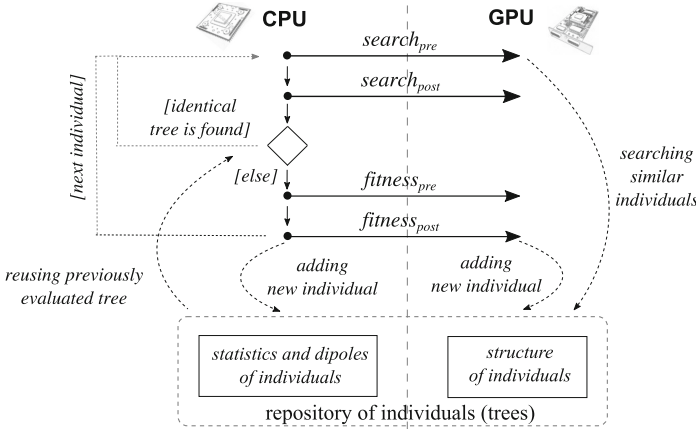 CPU
GPU
search_pre
search_post
[identical
tree is found]
[next individual]
[else]
fitness_pre
fitness_post
searching
similar
individuals
reusing previously
evaluated tree
adding
new individual
adding
new individual
statistics and dipoles
of individuals
structure
of individuals
repository of individuals (trees)